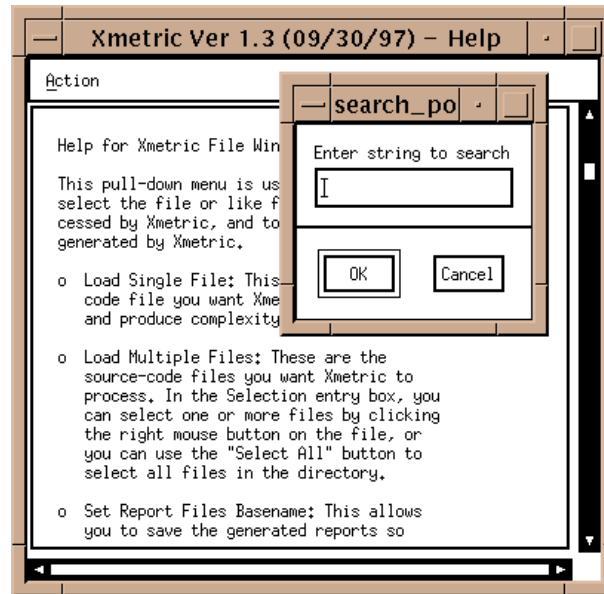 Xmetric Ver 1.3 (09/30/97) – Help
Action
search_po
Enter string to search
OK
Cancel
Help for Xmetric File Win
This pull-down menu is us
select the file or like f
cessed by Xmetric, and to
generated by Xmetric.
o Load Single File: This
code file you want Xme
and produce complexity
o Load Multiple Files: These are the
source-code files you want Xmetric to
process. In the Selection entry box, you
can select one or more files by clicking
the right mouse button on the file, or
you can use the "Select All" button to
select all files in the directory.
o Set Report Files Basename: This allows
you to save the generated reports so